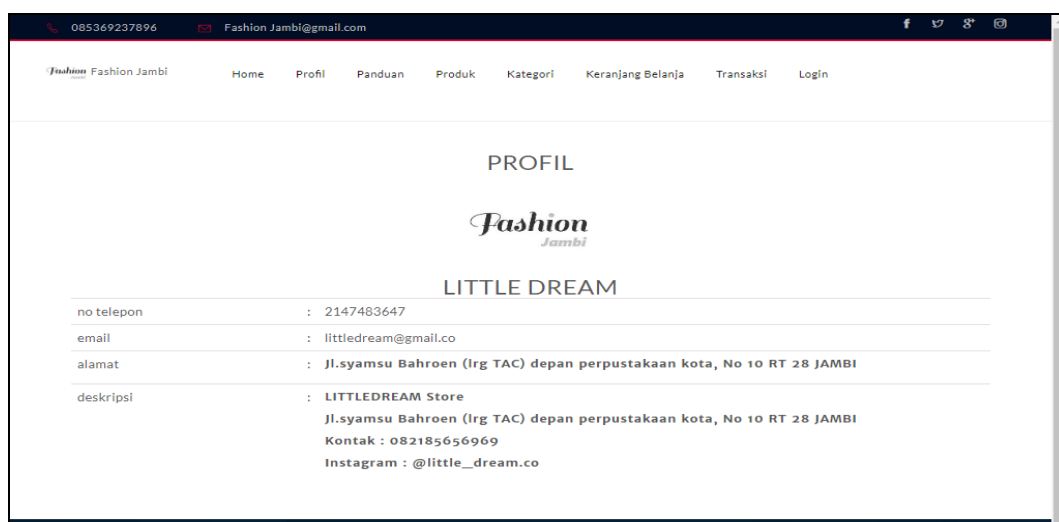 085369237896 Fashion Jambi@gmail.com
Fashion Jambi Fashion Jambi Home Profil Panduan Produk Kategori Keranjang Belanja Transaksi Login
PROFIL
Fashion
Jambi
LITTLE DREAM
no telepon : 2147483647
email : littledream@gmail.co
alamat : Jl.syamsu Bahroen (lrg TAC) depan perpustakaan kota, No 10 RT 28 JAMBI
deskripsi : LITTLEDREAM Store
Jl.syamsu Bahroen (lrg TAC) depan perpustakaan kota, No 10 RT 28 JAMBI
Kontak : 082185656969
Instagram : @little_dream.co